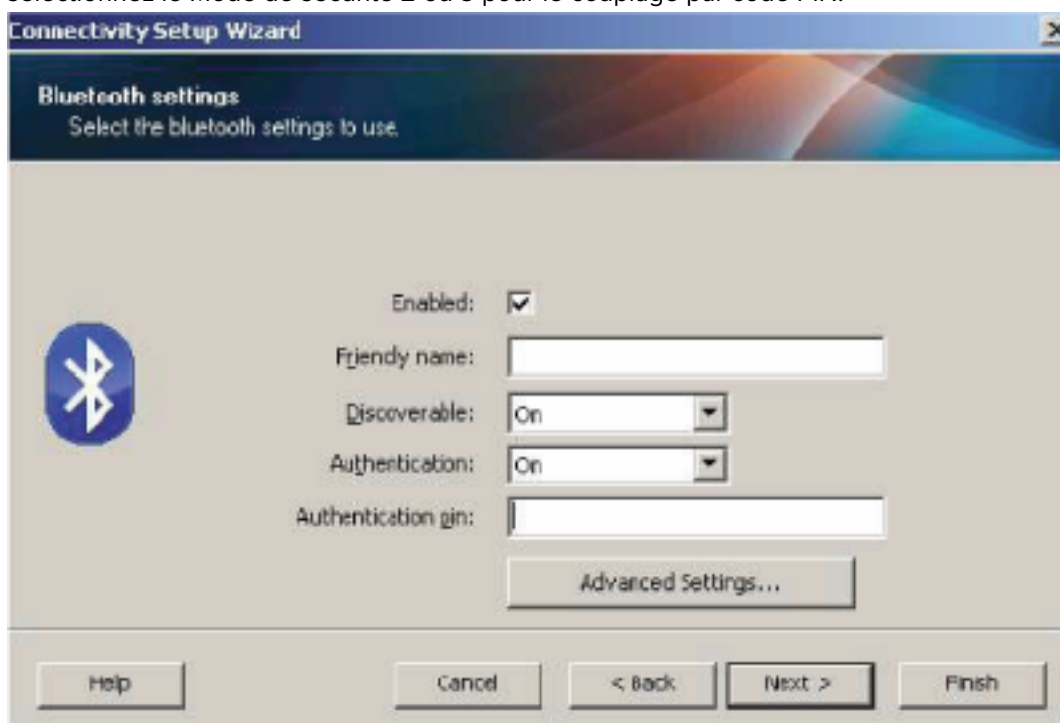 Connectivity Setup Wizard
Bluetooth settings
Select the bluetooth settings to use.
Enabled:
Friendly name:
Discoverable:
On
Authentication:
On
Authentication pin:
Advanced Settings...
Help
Cancel
< Back
Next >
Finish